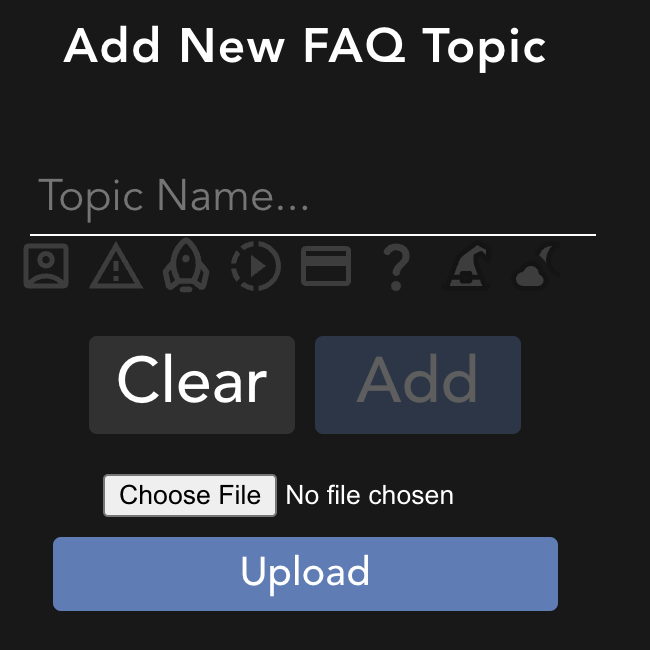 Add New FAQ Topic
Topic Name...
Clear Add
Choose File No file chosen
Upload